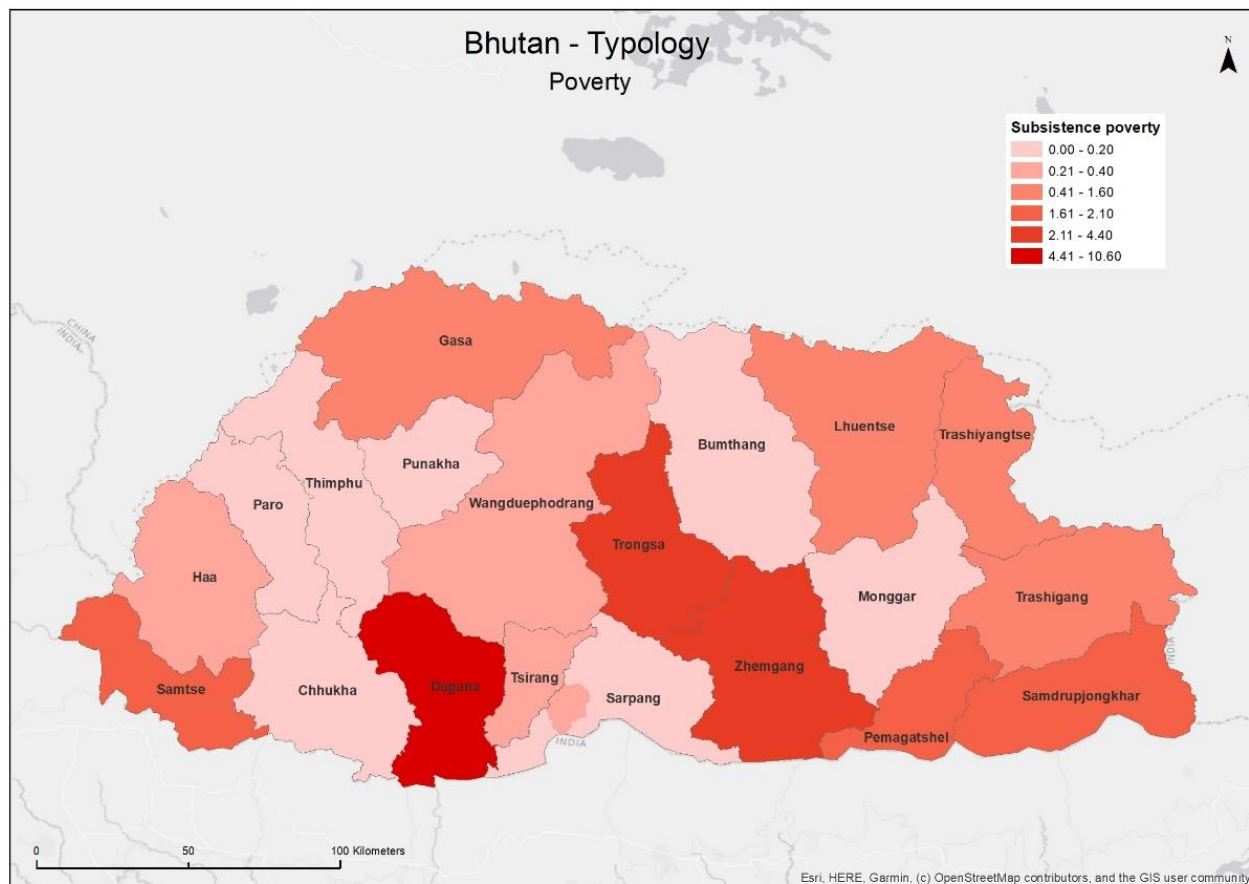 Bhutan - Typology
Poverty
N
Subsistence poverty
0.00 - 0.20
0.21 - 0.40
0.41 - 1.60
1.61 - 2.10
2.11 - 4.40
4.41 - 10.60
CHINA
INDIA
Gasa
Lhuentse
Trashiyangtse
Bumthang
Punakha
Thimphu
Paro
Wangduephodrang
Trongsa
Haa
Monggar
Trashigang
INDIA
Zhemgang
Tsirang
Dagana
Samtse
Chhukha
Sarpang
Samdrupjongkhar
Pemagatshel
INDIA
0 50 100 Kilometers
Esri, HERE, Garmin, (c) OpenStreetMap contributors, and the GIS user community